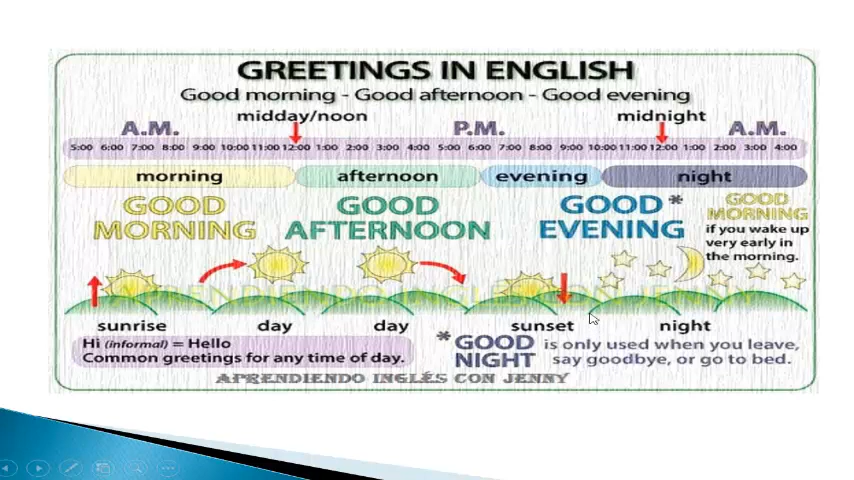 GREETINGS IN ENGLISH
Good morning - Good afternoon - Good evening
midday/noon midnight
A.M. P.M. A.M.
5:00 6:00 7:00 8:00 9:00 10:00 11:00 12:00 1:00 2:00 3:00 4:00 5:00 6:00 7:00 8:00 9:00 10:00 11:00 12:00 1:00 2:00 3:00 4:00
morning afternoon evening night
GOOD MORNING
GOOD AFTERNOON
GOOD EVENING *
GOOD
MORNING
if you wake up
very early in
the morning.
APRENDIENDO INGLÉS CON JENNY
sunrise day day sunset night
Hi (informal) = Hello
Common greetings for any time of day.
* GOOD NIGHT is only used when you leave,
say goodbye, or go to bed.
APRENDIENDO INGLÉS CON JENNY